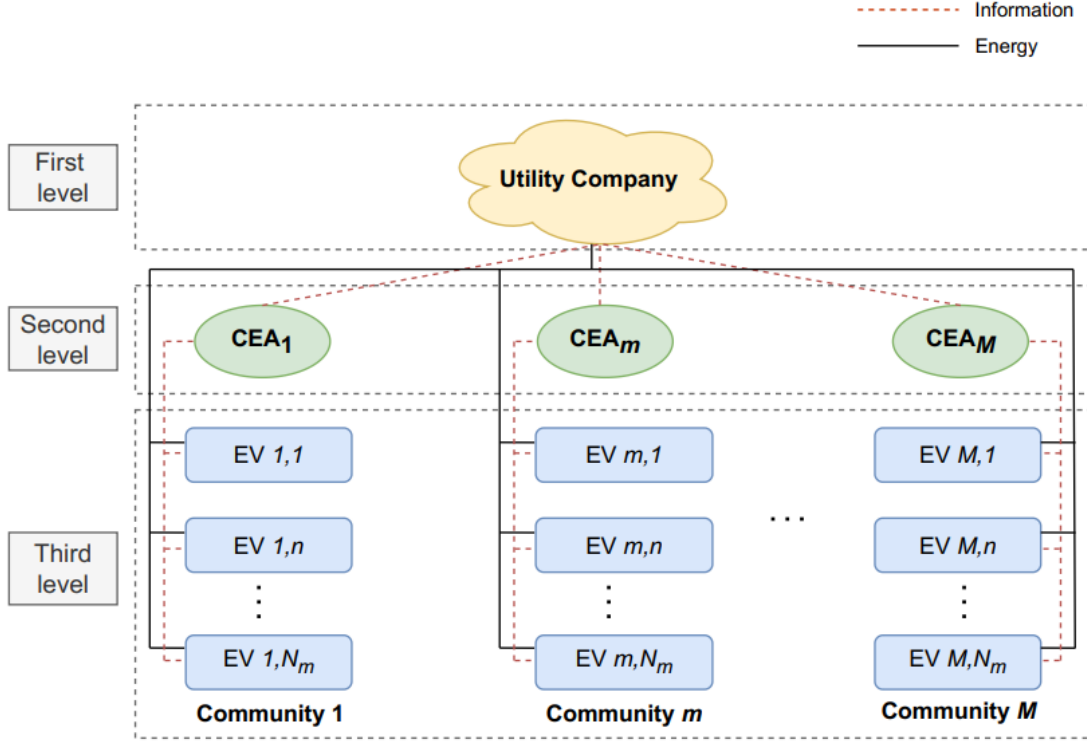 Information
Energy
First
level
Utility Company
Second
level
CEA1
CEAm
CEAM
Third
level
EV 1,1
EV m,1
EV M,1
...
EV 1,n
EV m,n
EV M,n
EV 1,Nm
EV m,Nm
EV M,Nm
Community 1
Community m
Community M